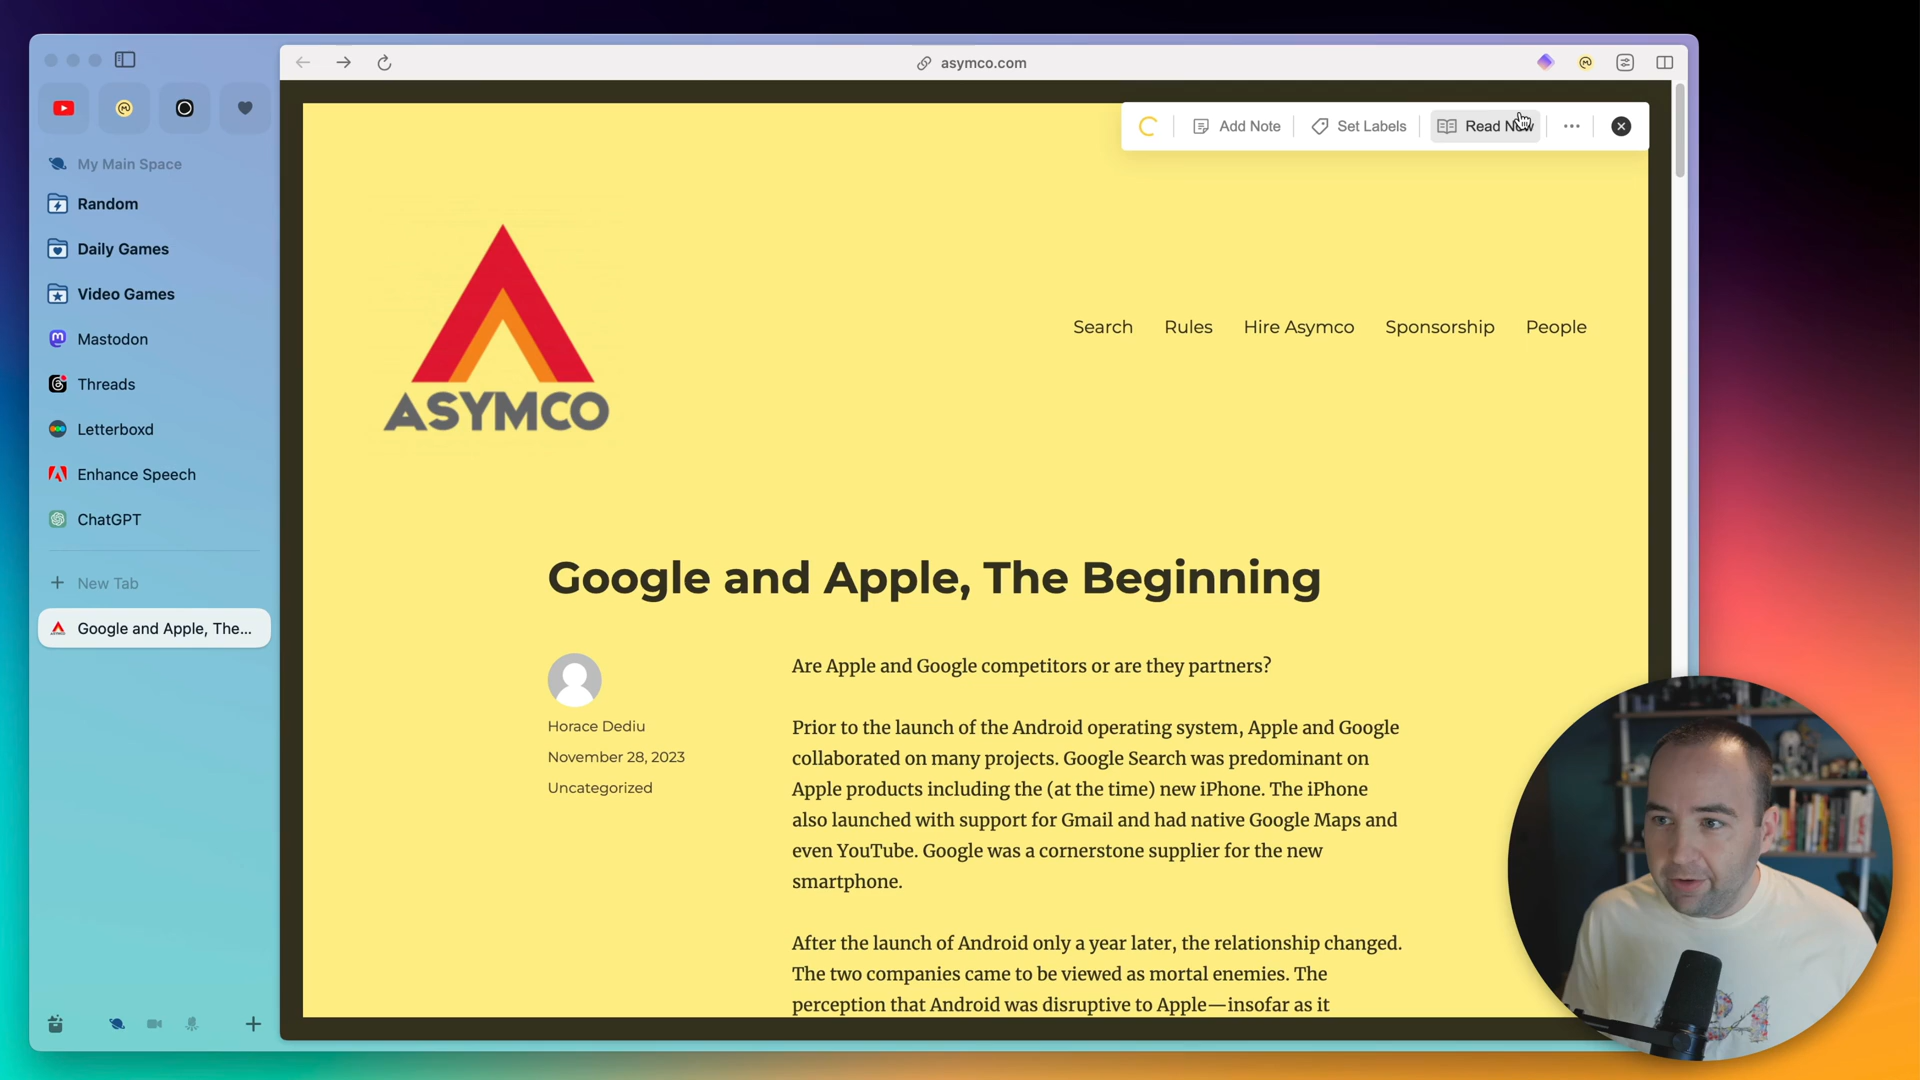 asymco.com
My Main Space
Random
Daily Games
Video Games
Mastodon
Threads
Letterboxd
Enhance Speech
ChatGPT
New Tab
Google and Apple, The...
Add Note
Set Labels
Read Now
ASYMCO
Search
Rules
Hire Asymco
Sponsorship
People
Google and Apple, The Beginning
Horace Dediu
November 28, 2023
Uncategorized
Are Apple and Google competitors or are they partners?
Prior to the launch of the Android operating system, Apple and Google
collaborated on many projects. Google Search was predominant on
Apple products including the (at the time) new iPhone. The iPhone
also launched with support for Gmail and had native Google Maps and
even YouTube. Google was a cornerstone supplier for the new
smartphone.
After the launch of Android only a year later, the relationship changed.
The two companies came to be viewed as mortal enemies. The
perception that Android was disruptive to Apple—insofar as it